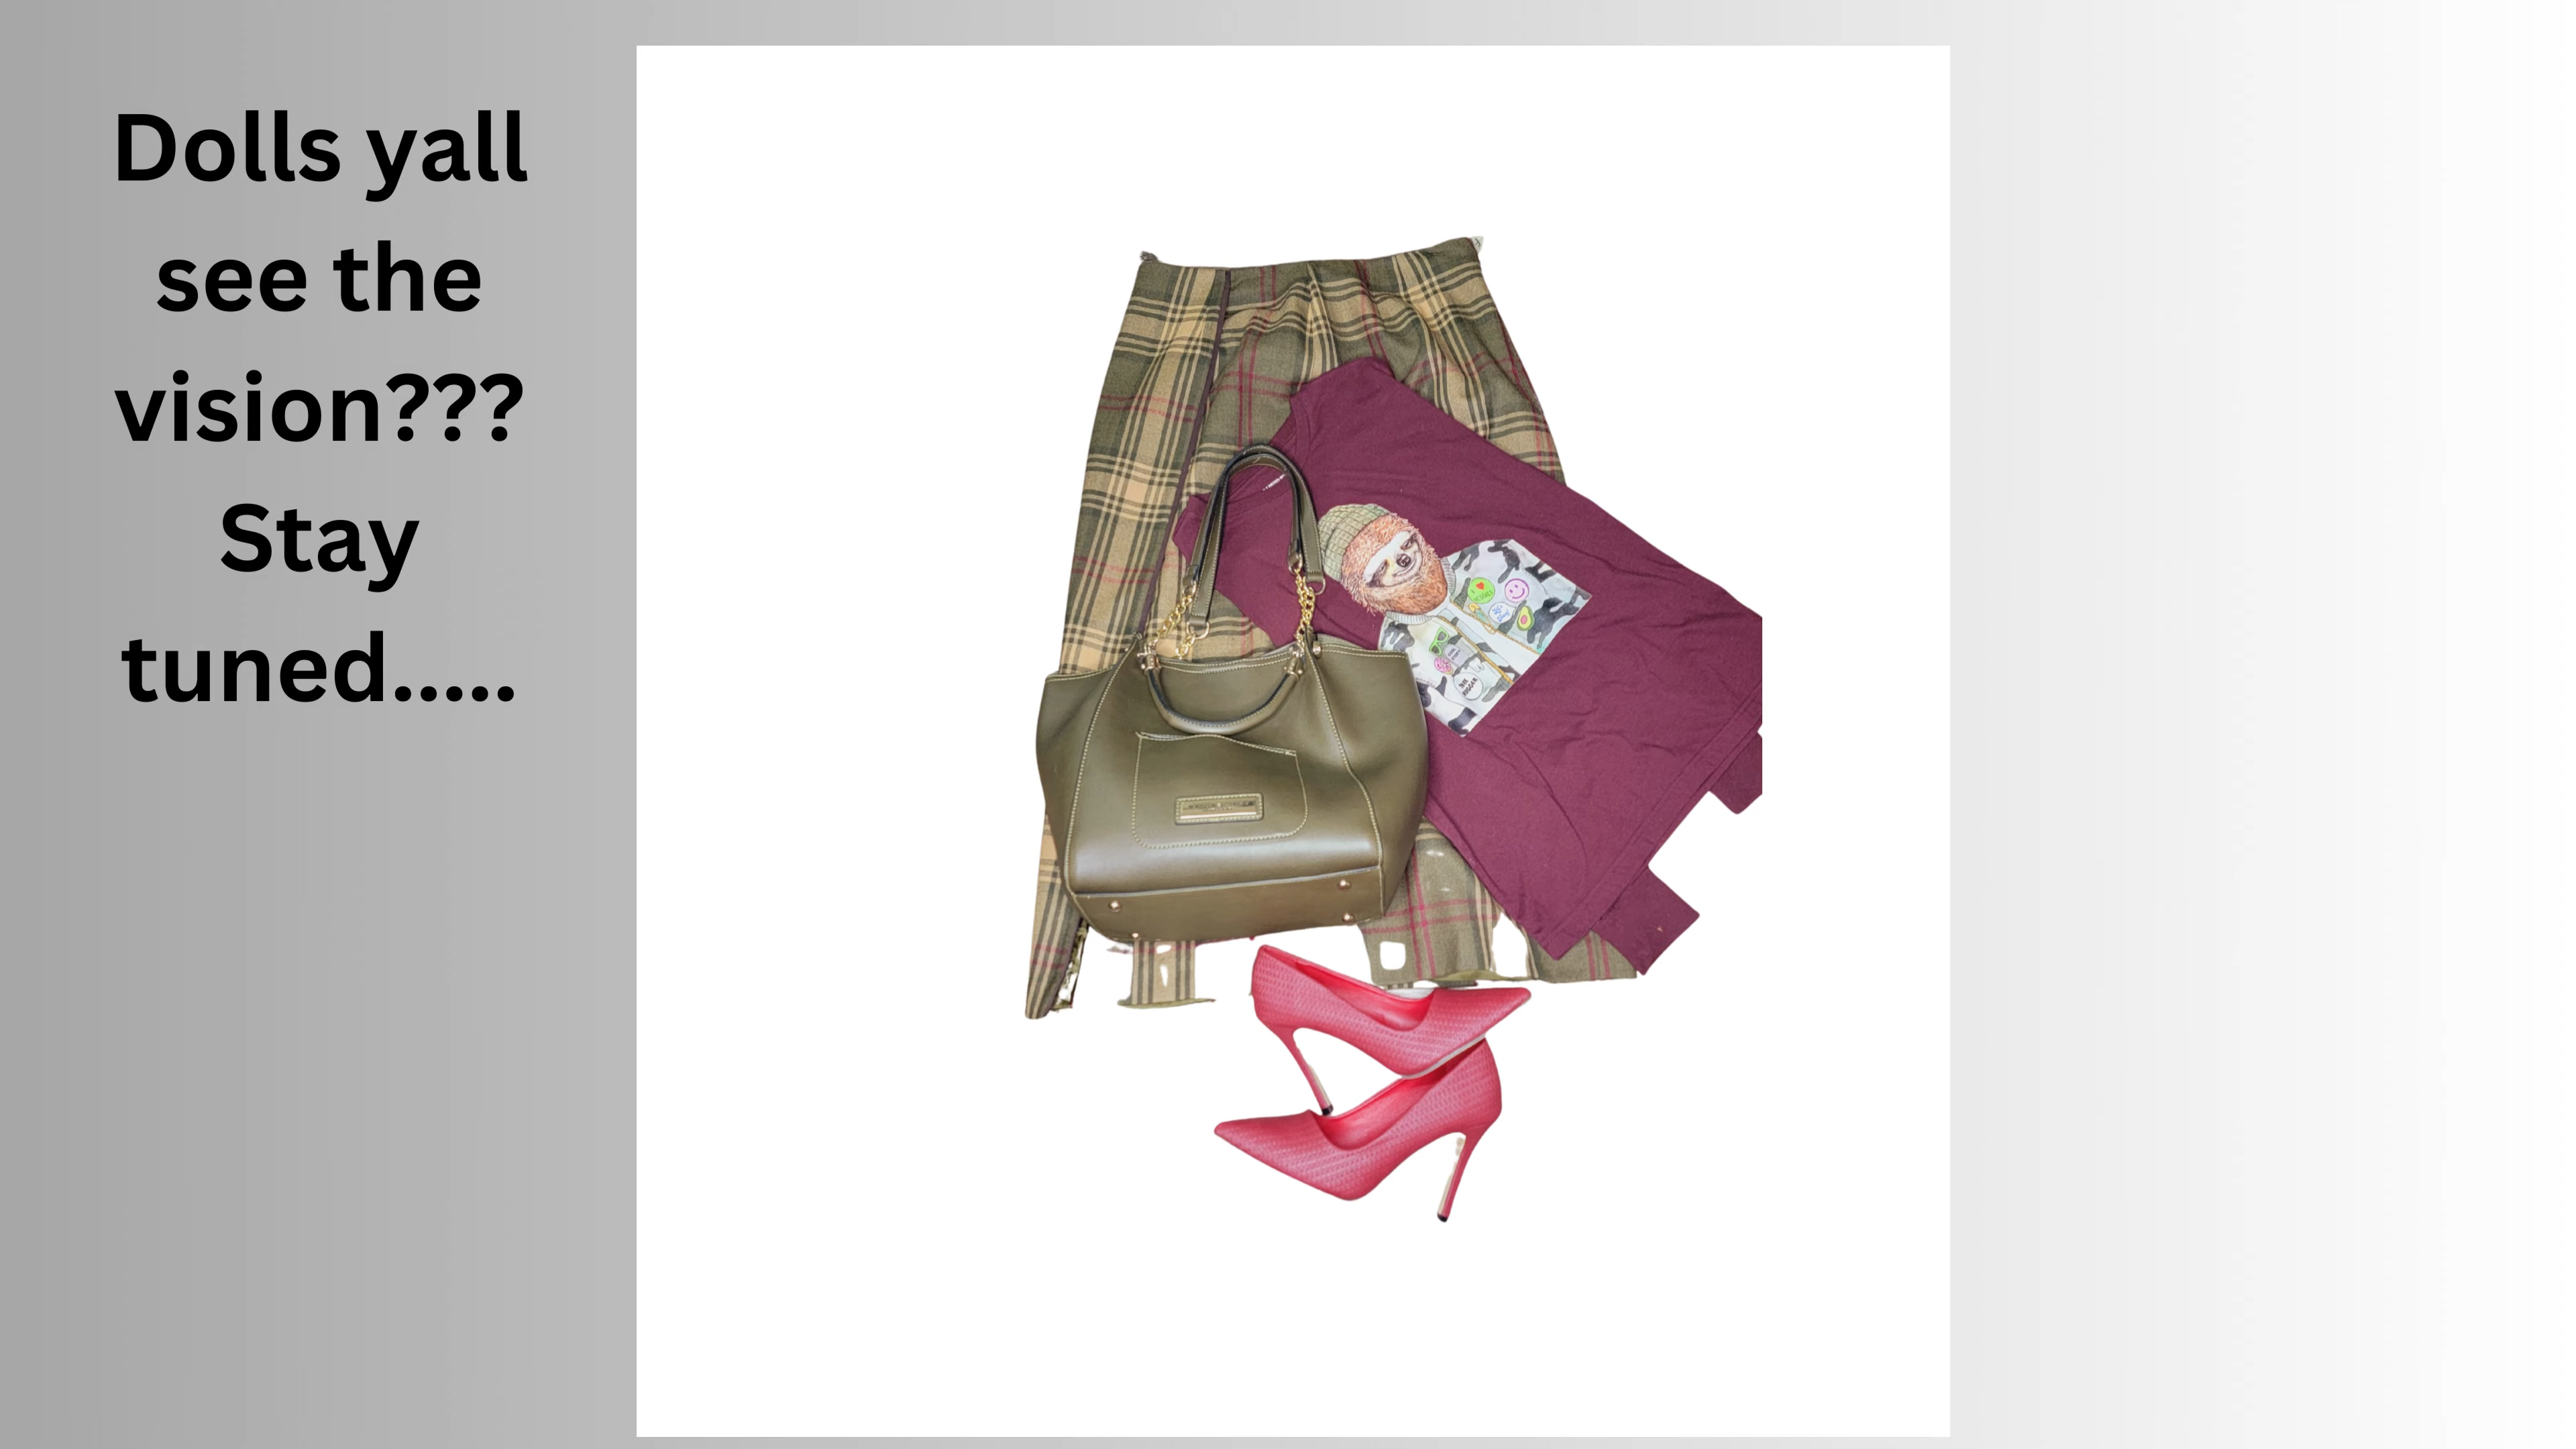 Dolls yall
see the
vision???
Stay
tuned.....